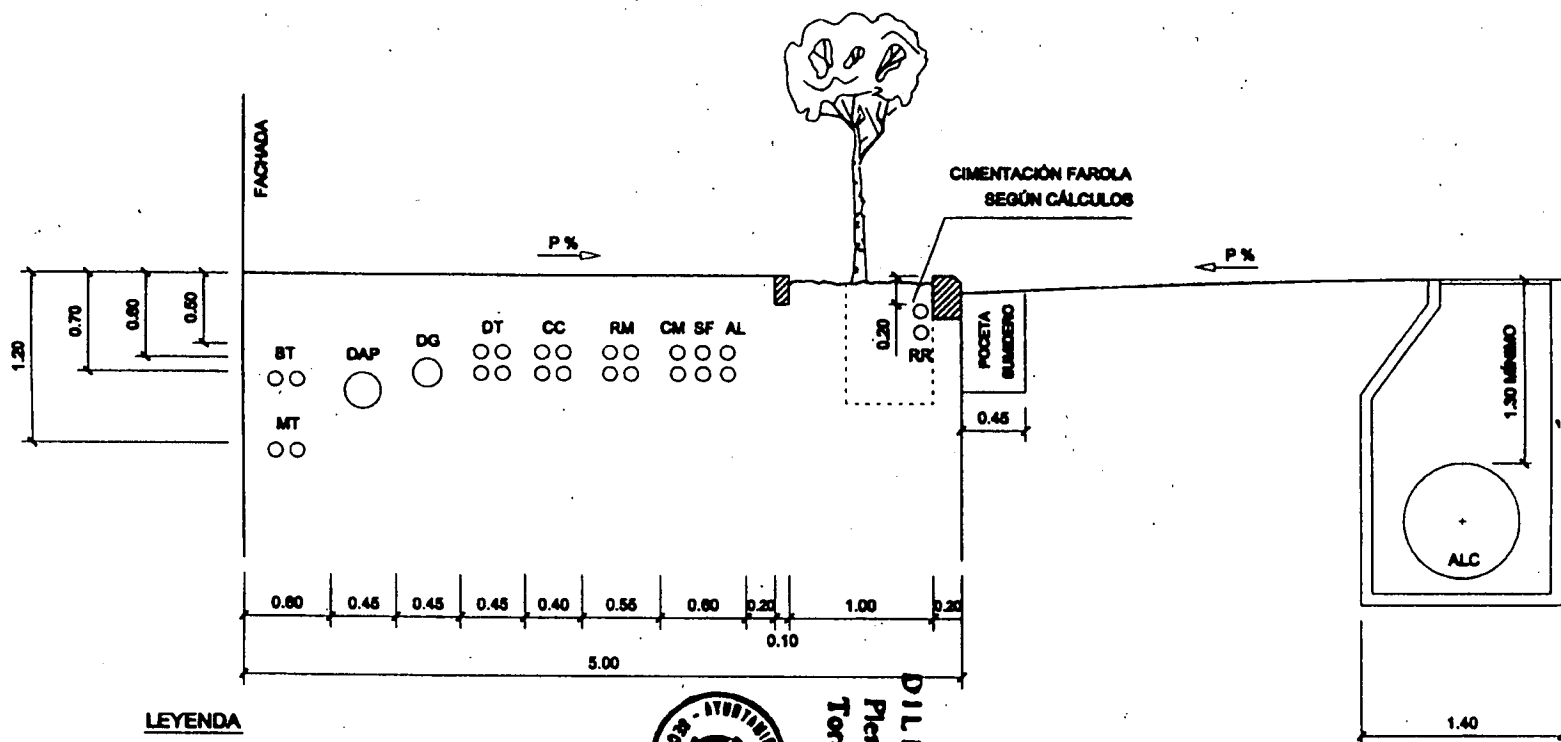 FACHADA
CIMENTACIÓN FAROLA
SEGÚN CÁLCULOS
P %
P %
1.20
0.70
0.60
0.50
BT
DAP
DG
DT
CC
RM
CM SF AL
MT
0.20
RR
POCETA
SUMIDERO
0.45
1.30 MÍNIMO
ALC
0.60
0.45
0.45
0.45
0.40
0.55
0.60
0.20
1.00
0.20
0.10
5.00
1.40
LEYENDA